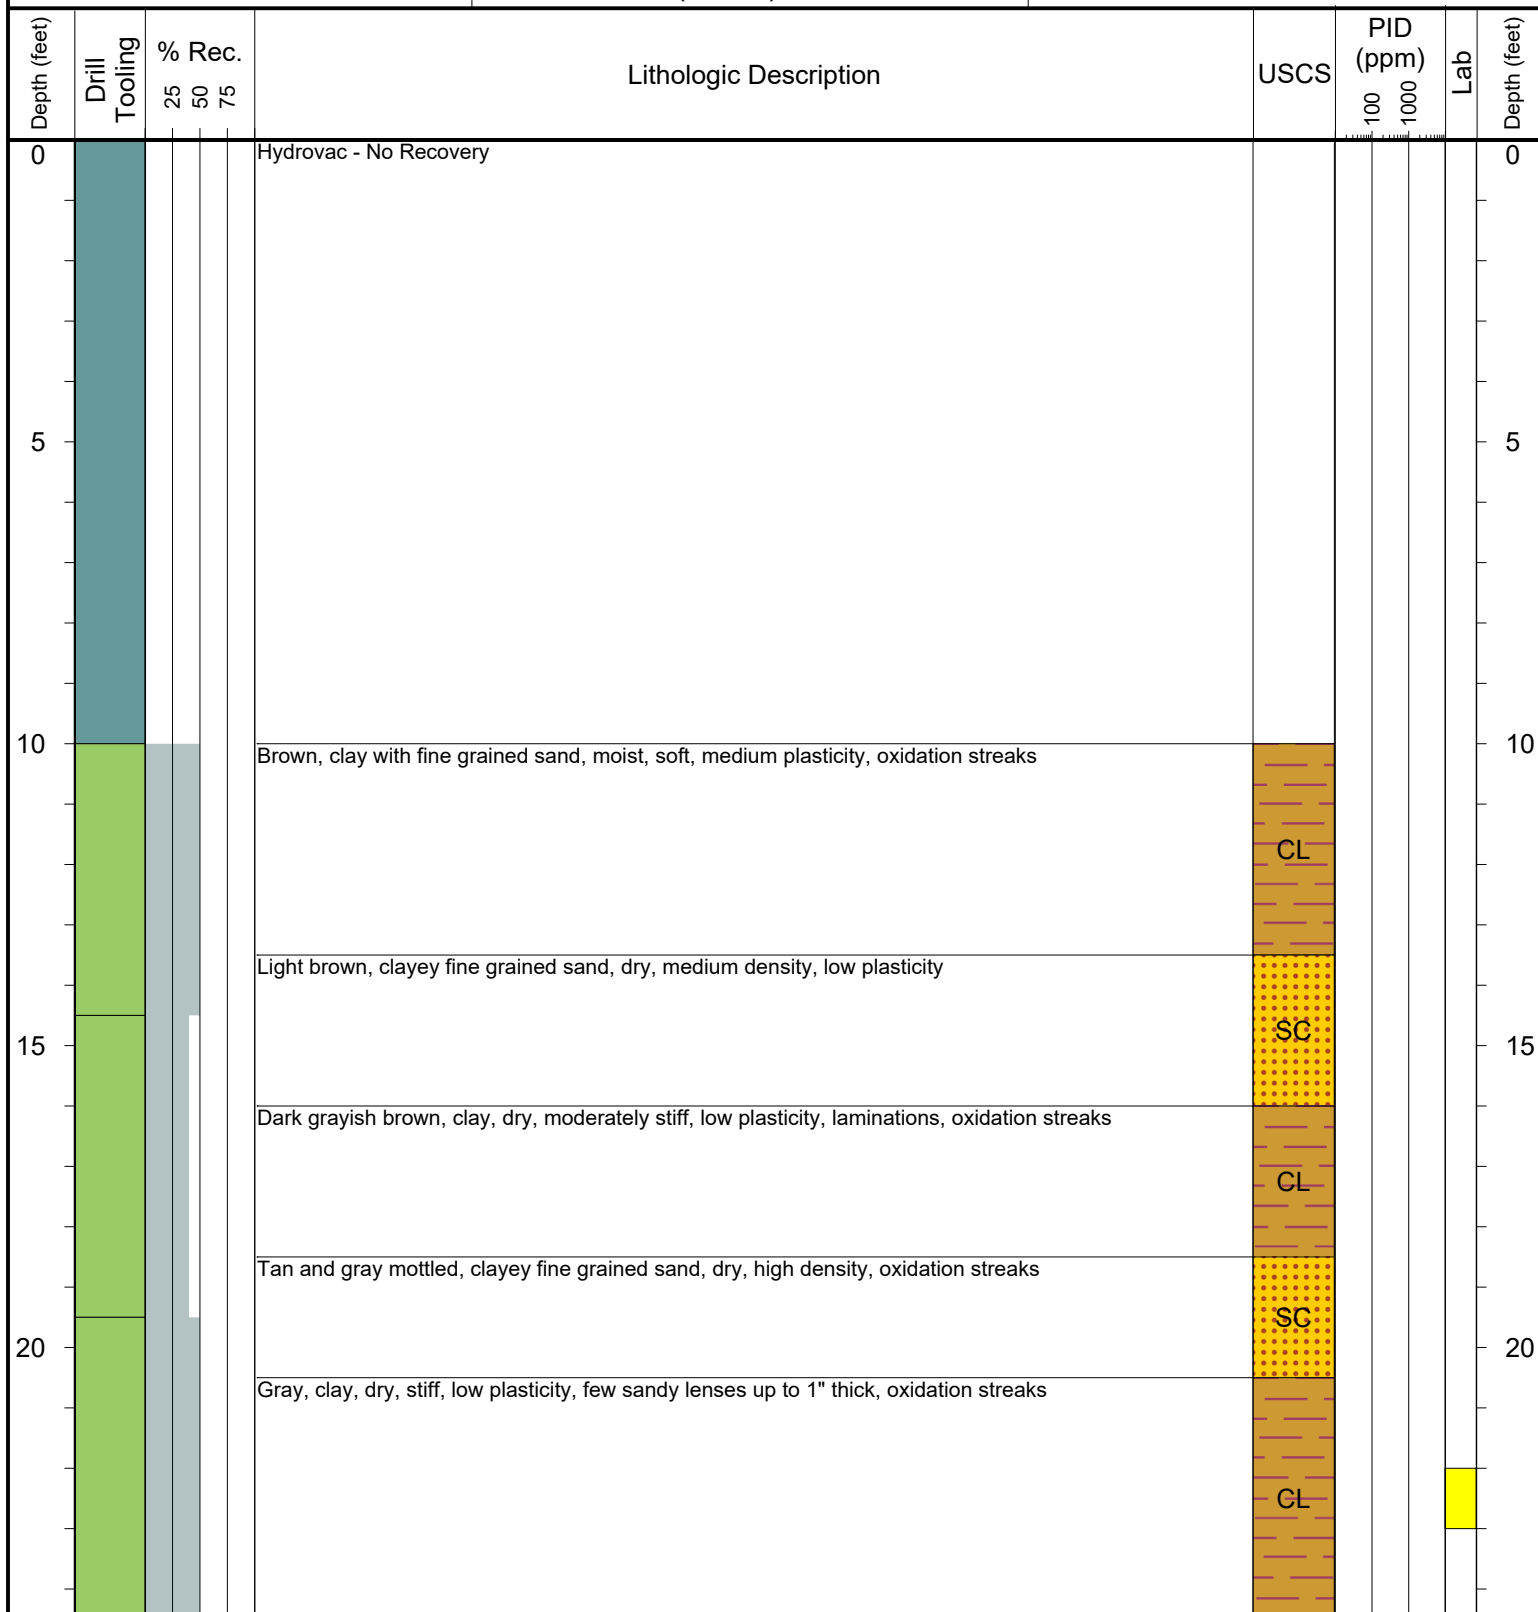 Depth (feet)
Drill
Tooling
% Rec.
25
50
75
Lithologic Description
USCS
PID
(ppm)
100
1000
Lab
Depth (feet)
0
Hydrovac - No Recovery
0
5
5
10
Brown, clay with fine grained sand, moist, soft, medium plasticity, oxidation streaks
10
CL
Light brown, clayey fine grained sand, dry, medium density, low plasticity
15
SC
15
Dark grayish brown, clay, dry, moderately stiff, low plasticity, laminations, oxidation streaks
CL
Tan and gray mottled, clayey fine grained sand, dry, high density, oxidation streaks
SC
20
20
Gray, clay, dry, stiff, low plasticity, few sandy lenses up to 1" thick, oxidation streaks
CL